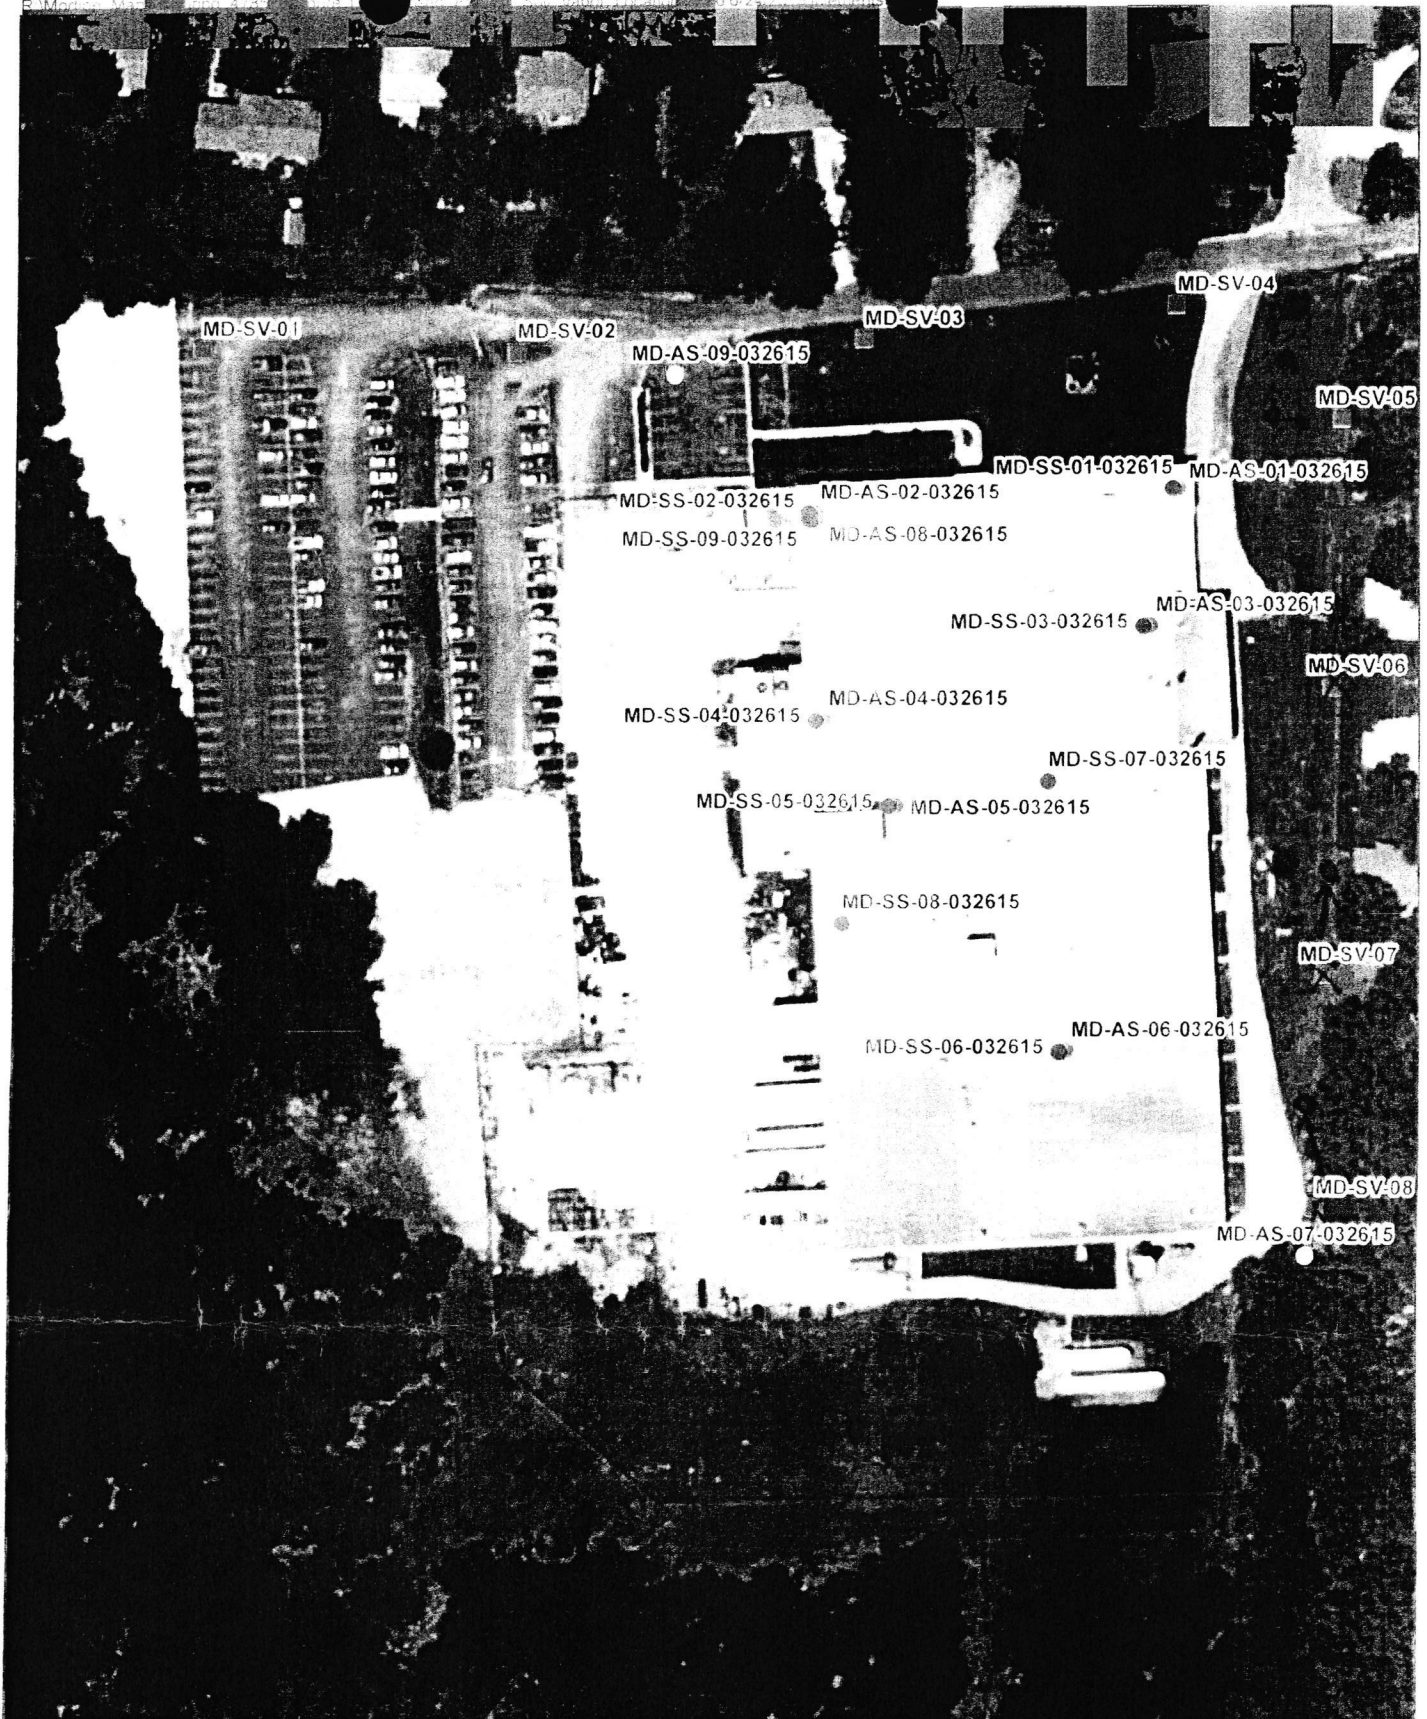 MD-SV-04
MD-SV-03
MD-SV-01
MD-SV-02
MD-AS-09-032615
MD-SV-05
MD-SS-01-032615
MD-AS-01-032615
MD-SS-02-032615
MD-AS-02-032615
MD-SS-09-032615
MD-AS-08-032615
MD-AS-03-032615
MD-SS-03-032615
MD-SV-06
MD-AS-04-032615
MD-SS-04-032615
MD-SS-07-032615
MD-SS-05-032615
MD-AS-05-032615
MD-SS-08-032615
MD-SV-07
MD-AS-06-032615
MD-SS-06-032615
MD-SV-08
MD-AS-07-032615